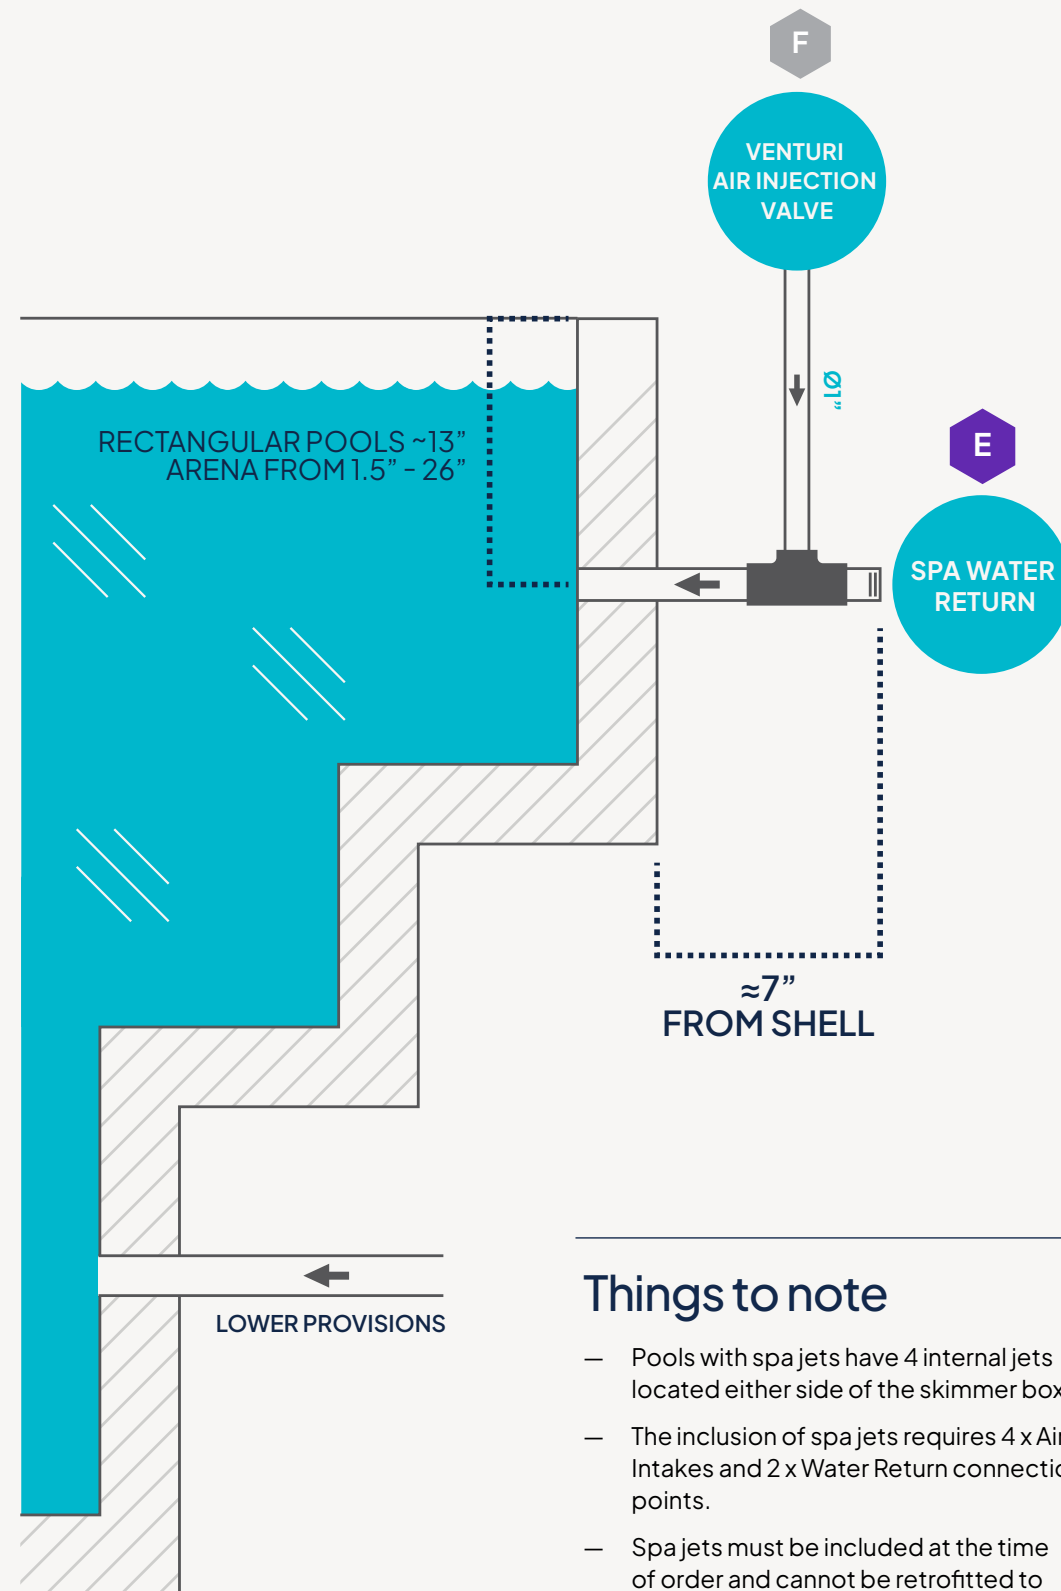 F
VENTURI
AIR INJECTION
VALVE
Ø1”
RECTANGULAR POOLS ~13”
ARENA FROM 1.5” - 26”
E
SPA WATER
RETURN
≈7”
FROM SHELL
LOWER PROVISIONS
Things to note
— Pools with spa jets have 4 internal jets
located either side of the skimmer box
— The inclusion of spa jets requires 4 x Air
Intakes and 2 x Water Return
points.
— Spa jets must be included at the time
of order and cannot be retrofitted to